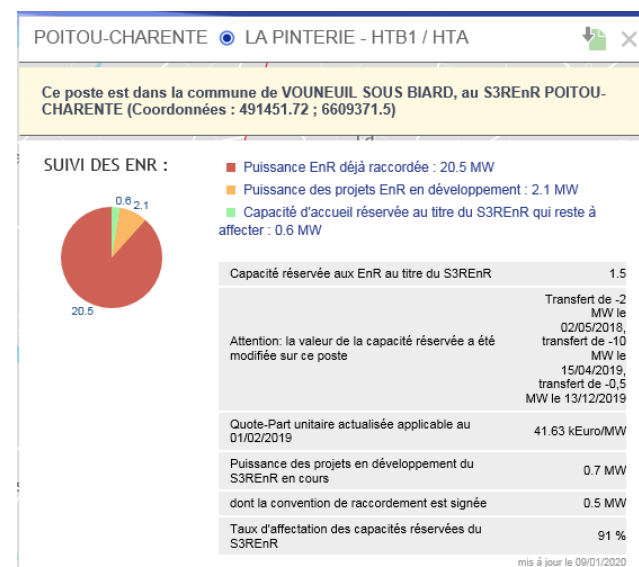 POITOU-CHARENTE LA PINTERIE - HTB1 / HTA
Ce poste est dans la commune de VOUNEUIL SOUS BIARD, au S3REnR POITOU-
CHARENTE (Coordonnées : 491451.72 ; 6609371.5)
SUIVI DES ENR :
Puissance EnR déjà raccordée : 20.5 MW
Puissance des projets EnR en développement : 2.1 MW
Capacité d'accueil réservée au titre du S3REnR qui reste à
affecter : 0.6 MW
0.6
2.1
20.5
Capacité réservée aux EnR au titre du S3REnR 1.5
Attention: la valeur de la capacité réservée a été
modifiée sur ce poste
Transfert de -2
MW le
02/05/2018,
transfert de -10
MW le
15/04/2019,
transfert de -0,5
MW le 13/12/2019
Quote-Part unitaire actualisée applicable au
01/02/2019
41.63 kEuro/MW
Puissance des projets en développement du
S3REnR en cours
0.7 MW
dont la convention de raccordement est signée 0.5 MW
Taux d'affectation des capacités réservées du
S3REnR
91 %
mis à jour le 09/01/2020